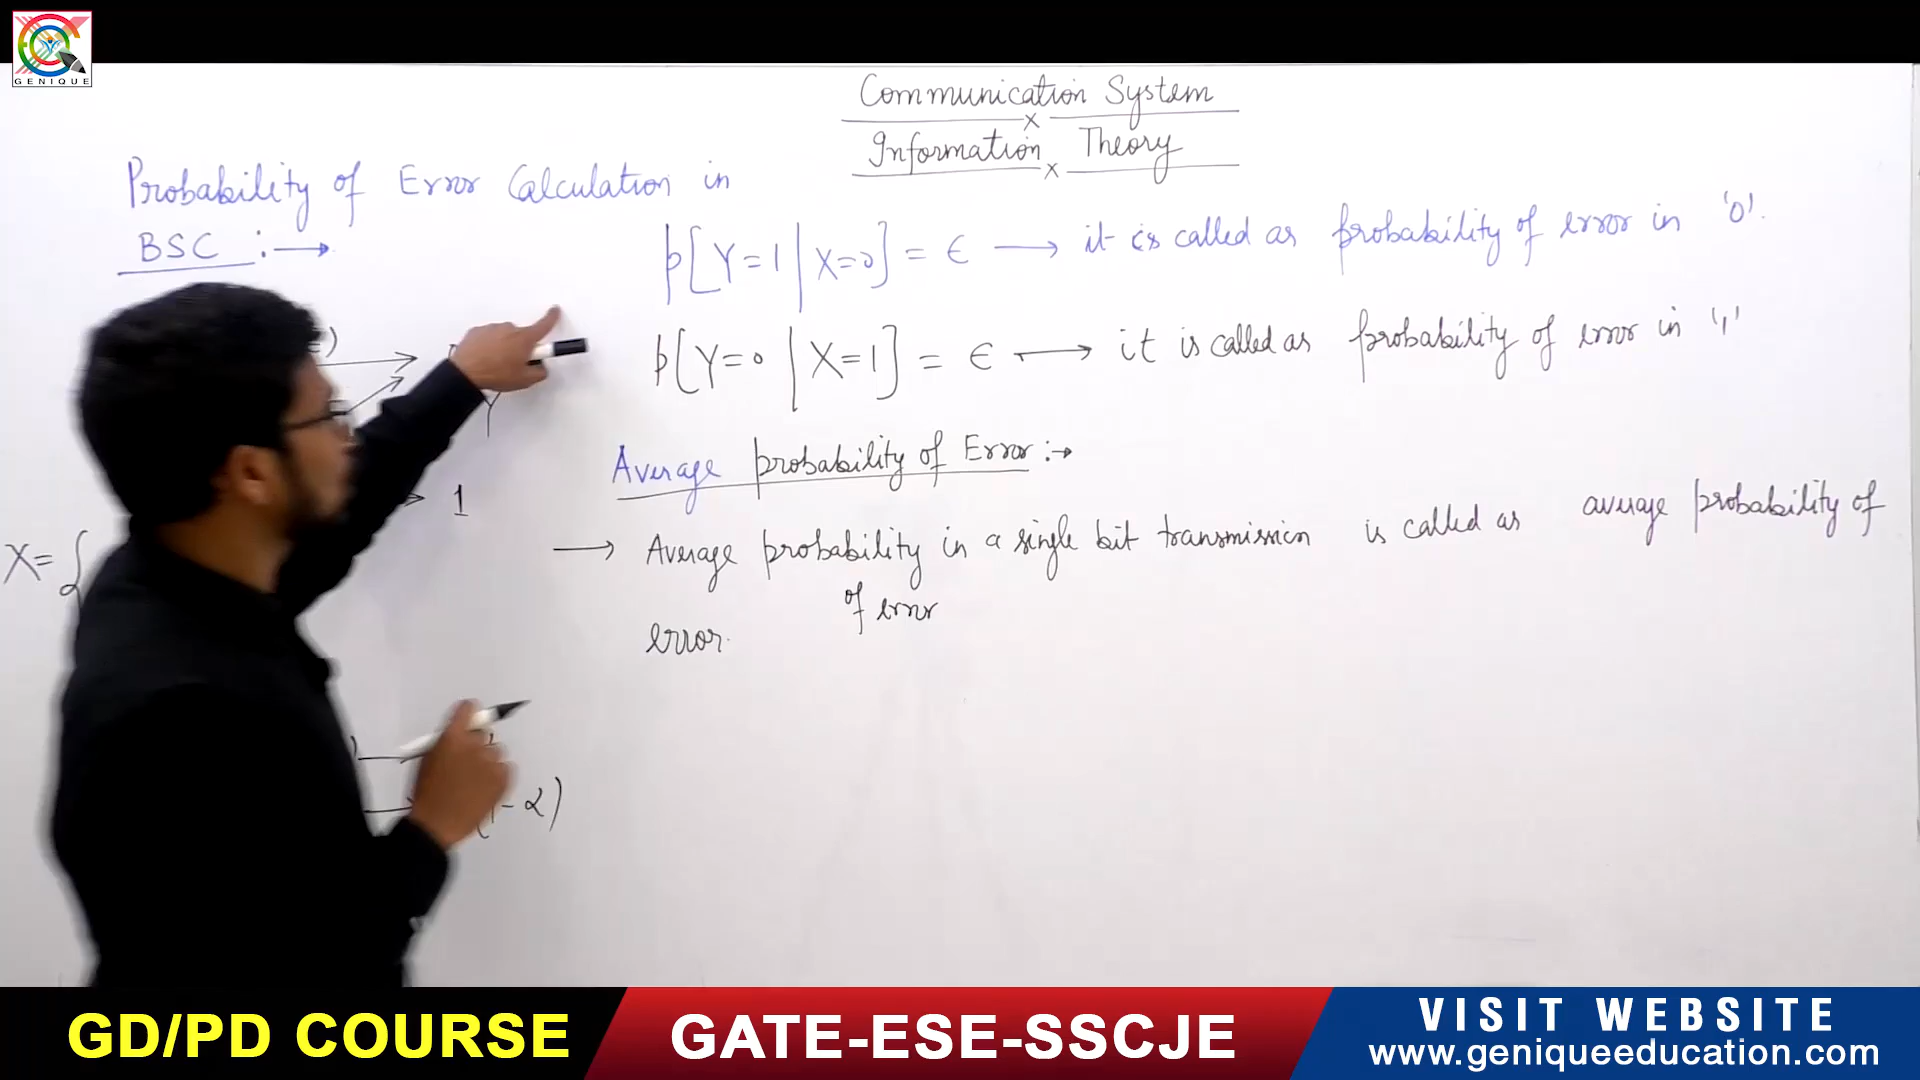 GENIQUE
Communication System
Information Theory
Probability of Error Calculation in
BSC :→
p[Y=1 | X=0] = ϵ → it is called as probability of error in '0'.
p[Y=0 | X=1] = ϵ → it is called as probability of error in '1'
Y
1
Average probability of Error :→
→ Average probability in a single bit transmission is called as average probability of
of error
error.
X= {
(1-α)
GD/PD COURSE
GATE-ESE-SSCJE
VISIT WEBSITE
www.geniqueeducation.com